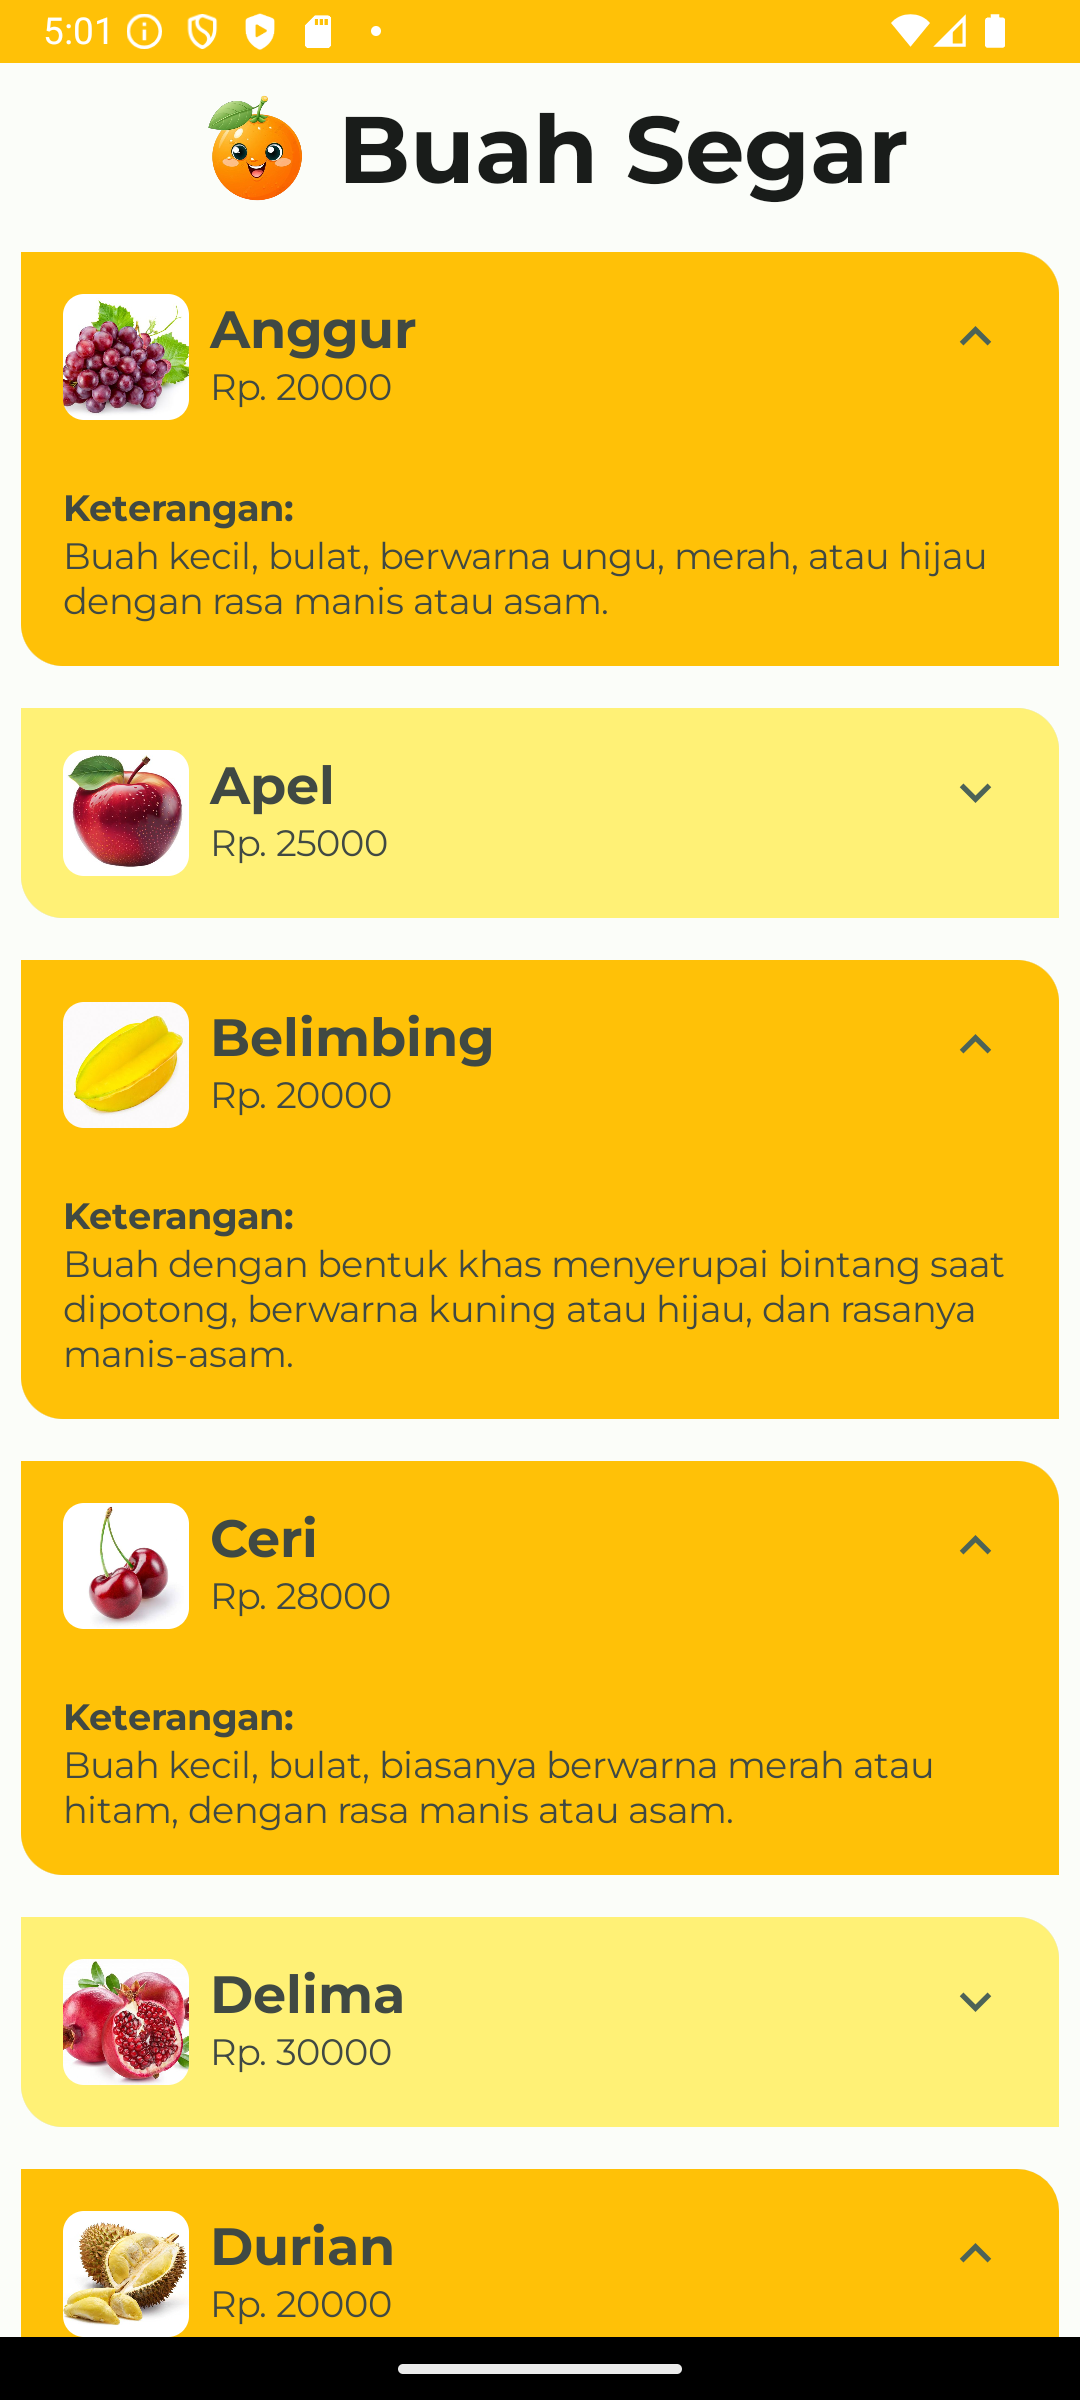 5:01
Buah Segar
Anggur
Rp. 20000
Keterangan:
Buah kecil, bulat, berwarna ungu, merah, atau hijau
dengan rasa manis atau asam.
Apel
Rp. 25000
Belimbing
Rp. 20000
Keterangan:
Buah dengan bentuk khas menyerupai bintang saat
dipotong, berwarna kuning atau hijau, dan rasanya
manis-asam.
Ceri
Rp. 28000
Keterangan:
Buah kecil, bulat, biasanya berwarna merah atau
hitam, dengan rasa manis atau asam.
Delima
Rp. 30000
Durian
Rp. 20000